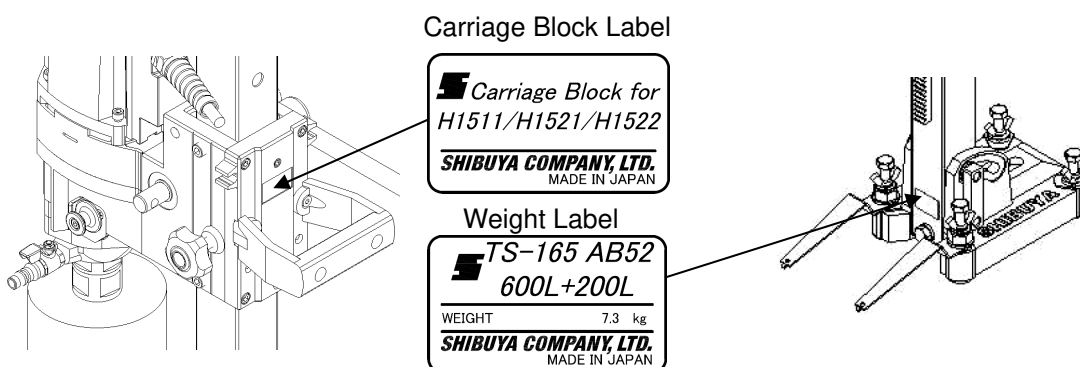 Carriage Block Label
Carriage Block for
H1511/H1521/H1522
SHIBUYA COMPANY, LTD.
MADE IN JAPAN
Weight Label
TS-165 AB52
600L+200L
WEIGHT 7.3 kg
SHIBUYA COMPANY, LTD.
MADE IN JAPAN
SHIBUYA